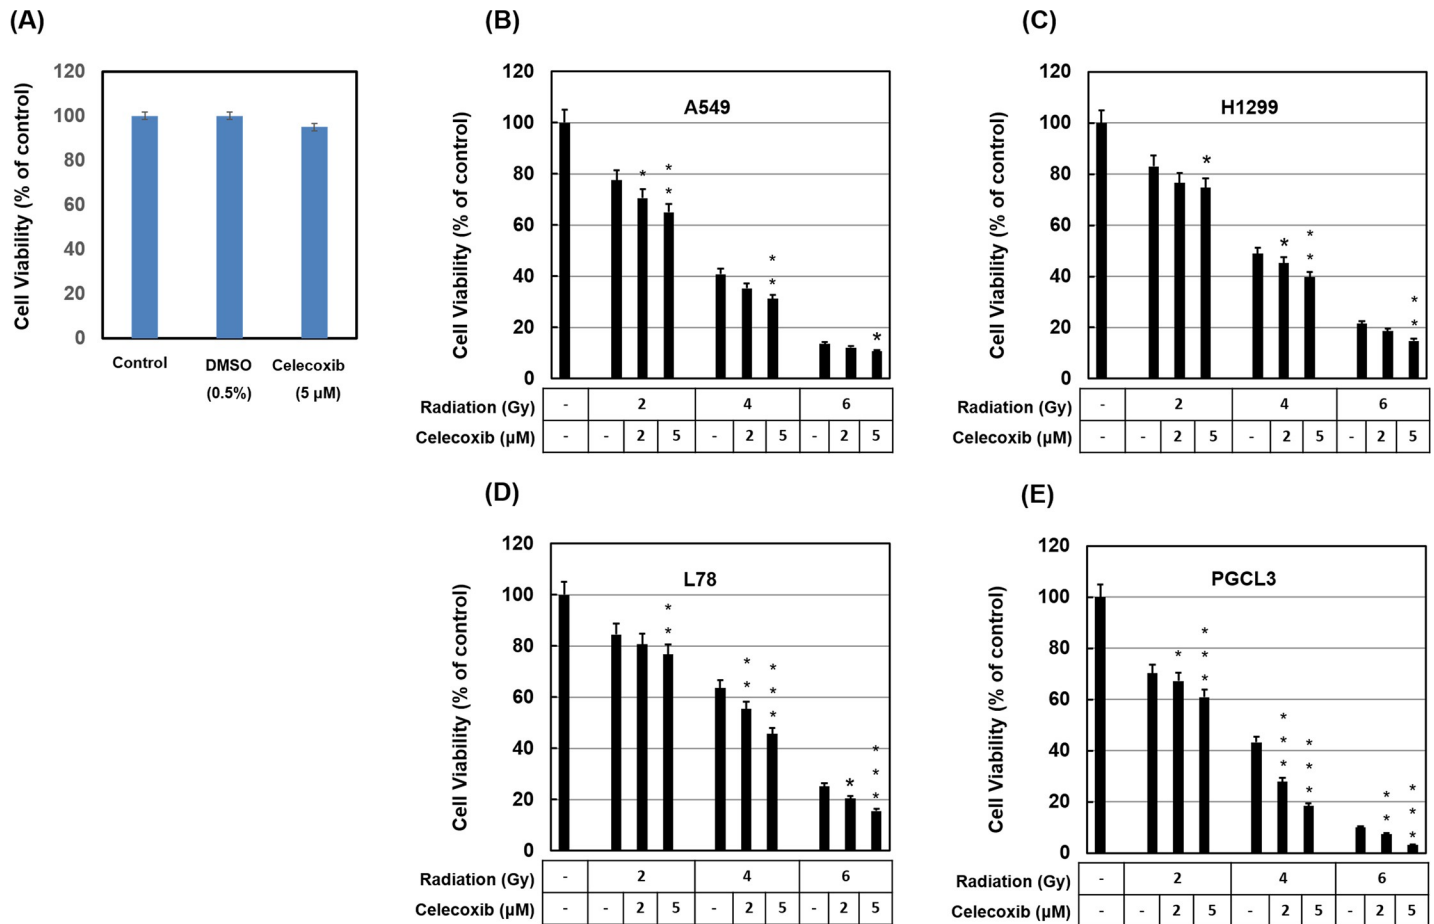 (A)
Cell Viability (% of control)
120
100
80
60
40
20
0
Control
DMSO
(0.5%)
Celecoxib
(5 µM)
(B)
Cell Viability (% of control)
120
100
80
60
40
20
0
A549
* * * * * * *
Radiation (Gy) - 2 4 6
Celecoxib (µM) - - 2 5 - 2 5 - 2 5
(C)
Cell Viability (% of control)
120
100
80
60
40
20
0
H1299
* * * * * *
Radiation (Gy) - 2 4 6
Celecoxib (µM) - - 2 5 - 2 5 - 2 5
(D)
Cell Viability (% of control)
120
100
80
60
40
20
0
L78
* * * * * * * * * * *
Radiation (Gy) - 2 4 6
Celecoxib (µM) - - 2 5 - 2 5 - 2 5
(E)
Cell Viability (% of control)
120
100
80
60
40
20
0
PGCL3
* * * * * * * * * * * * * * *
Radiation (Gy) - 2 4 6
Celecoxib (µM) - - 2 5 - 2 5 - 2 5